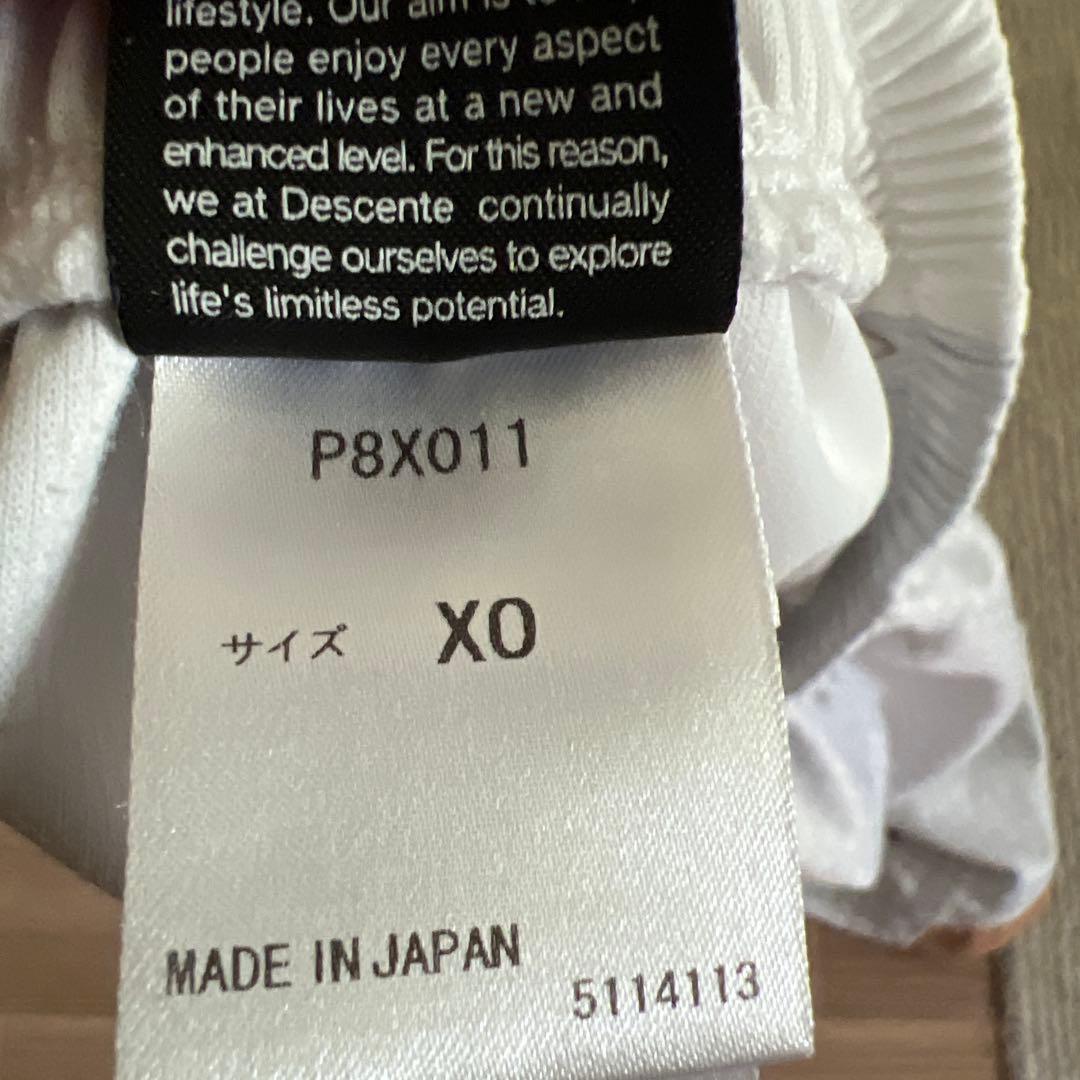 lifestyle. Our aim is to
people enjoy every aspect
of their lives at a new and
enhanced level. For this reason,
we at Descente continually
challenge ourselves to explore
life's limitless potential.
P8X011
サイズ XO
MADE IN JAPAN
5114113